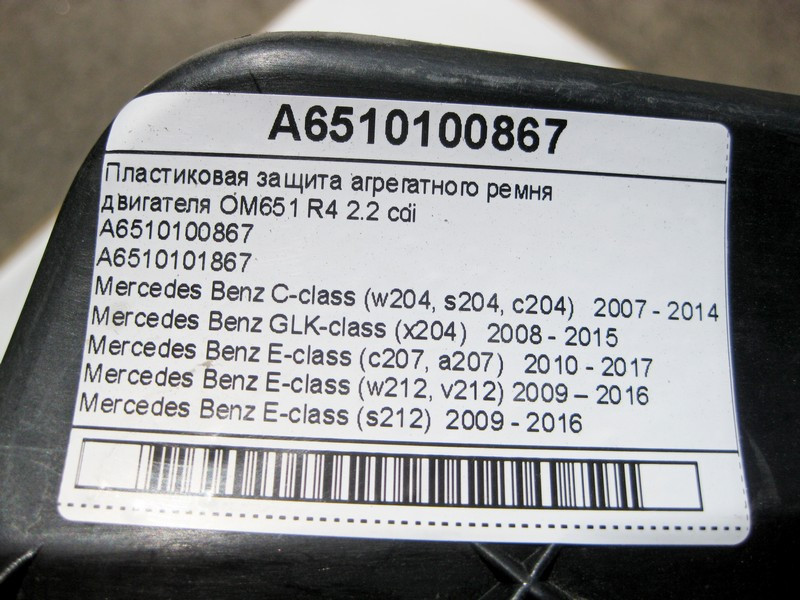 A6510100867
Пластиковая защита агрегатного ремня
двигателя OM651 R4 2.2 cdi
A6510100867
A6510101867
Mercedes Benz C-class (w204, s204, c204) 2007 - 2014
Mercedes Benz GLK-class (x204) 2008 - 2015
Mercedes Benz E-class (c207, a207) 2010 - 2017
Mercedes Benz E-class (w212, v212) 2009 – 2016
Mercedes Benz E-class (s212) 2009 - 2016